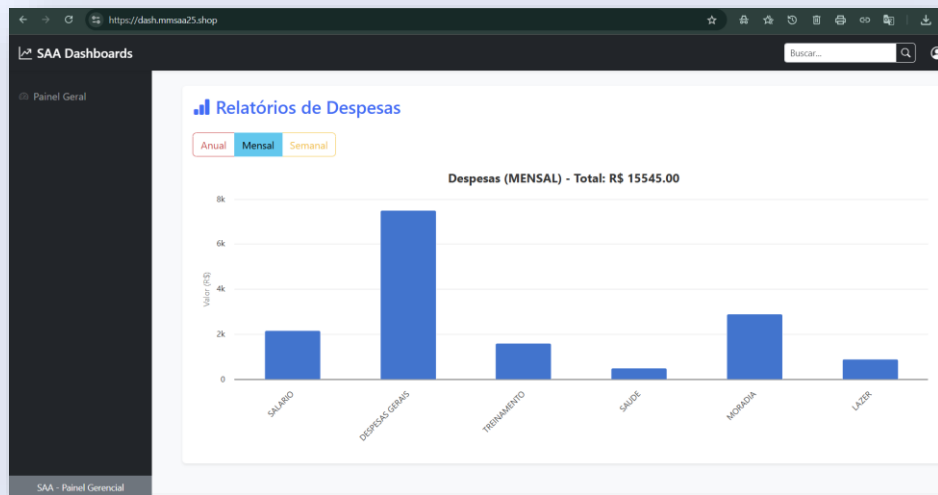 https://dash.mmsaa25.shop
SAA Dashboards
Buscar...
Painel Geral
Relatórios de Despesas
Anual Mensal Semanal
Despesas (MENSAL) - Total: R$ 15545.00
8k
6k
4k
2k
0
Valor (R$)
SALARIO
DESPESAS GERAIS
TREINAMENTO
SAUDE
MORADIA
LAZER
SAA - Painel Gerencial